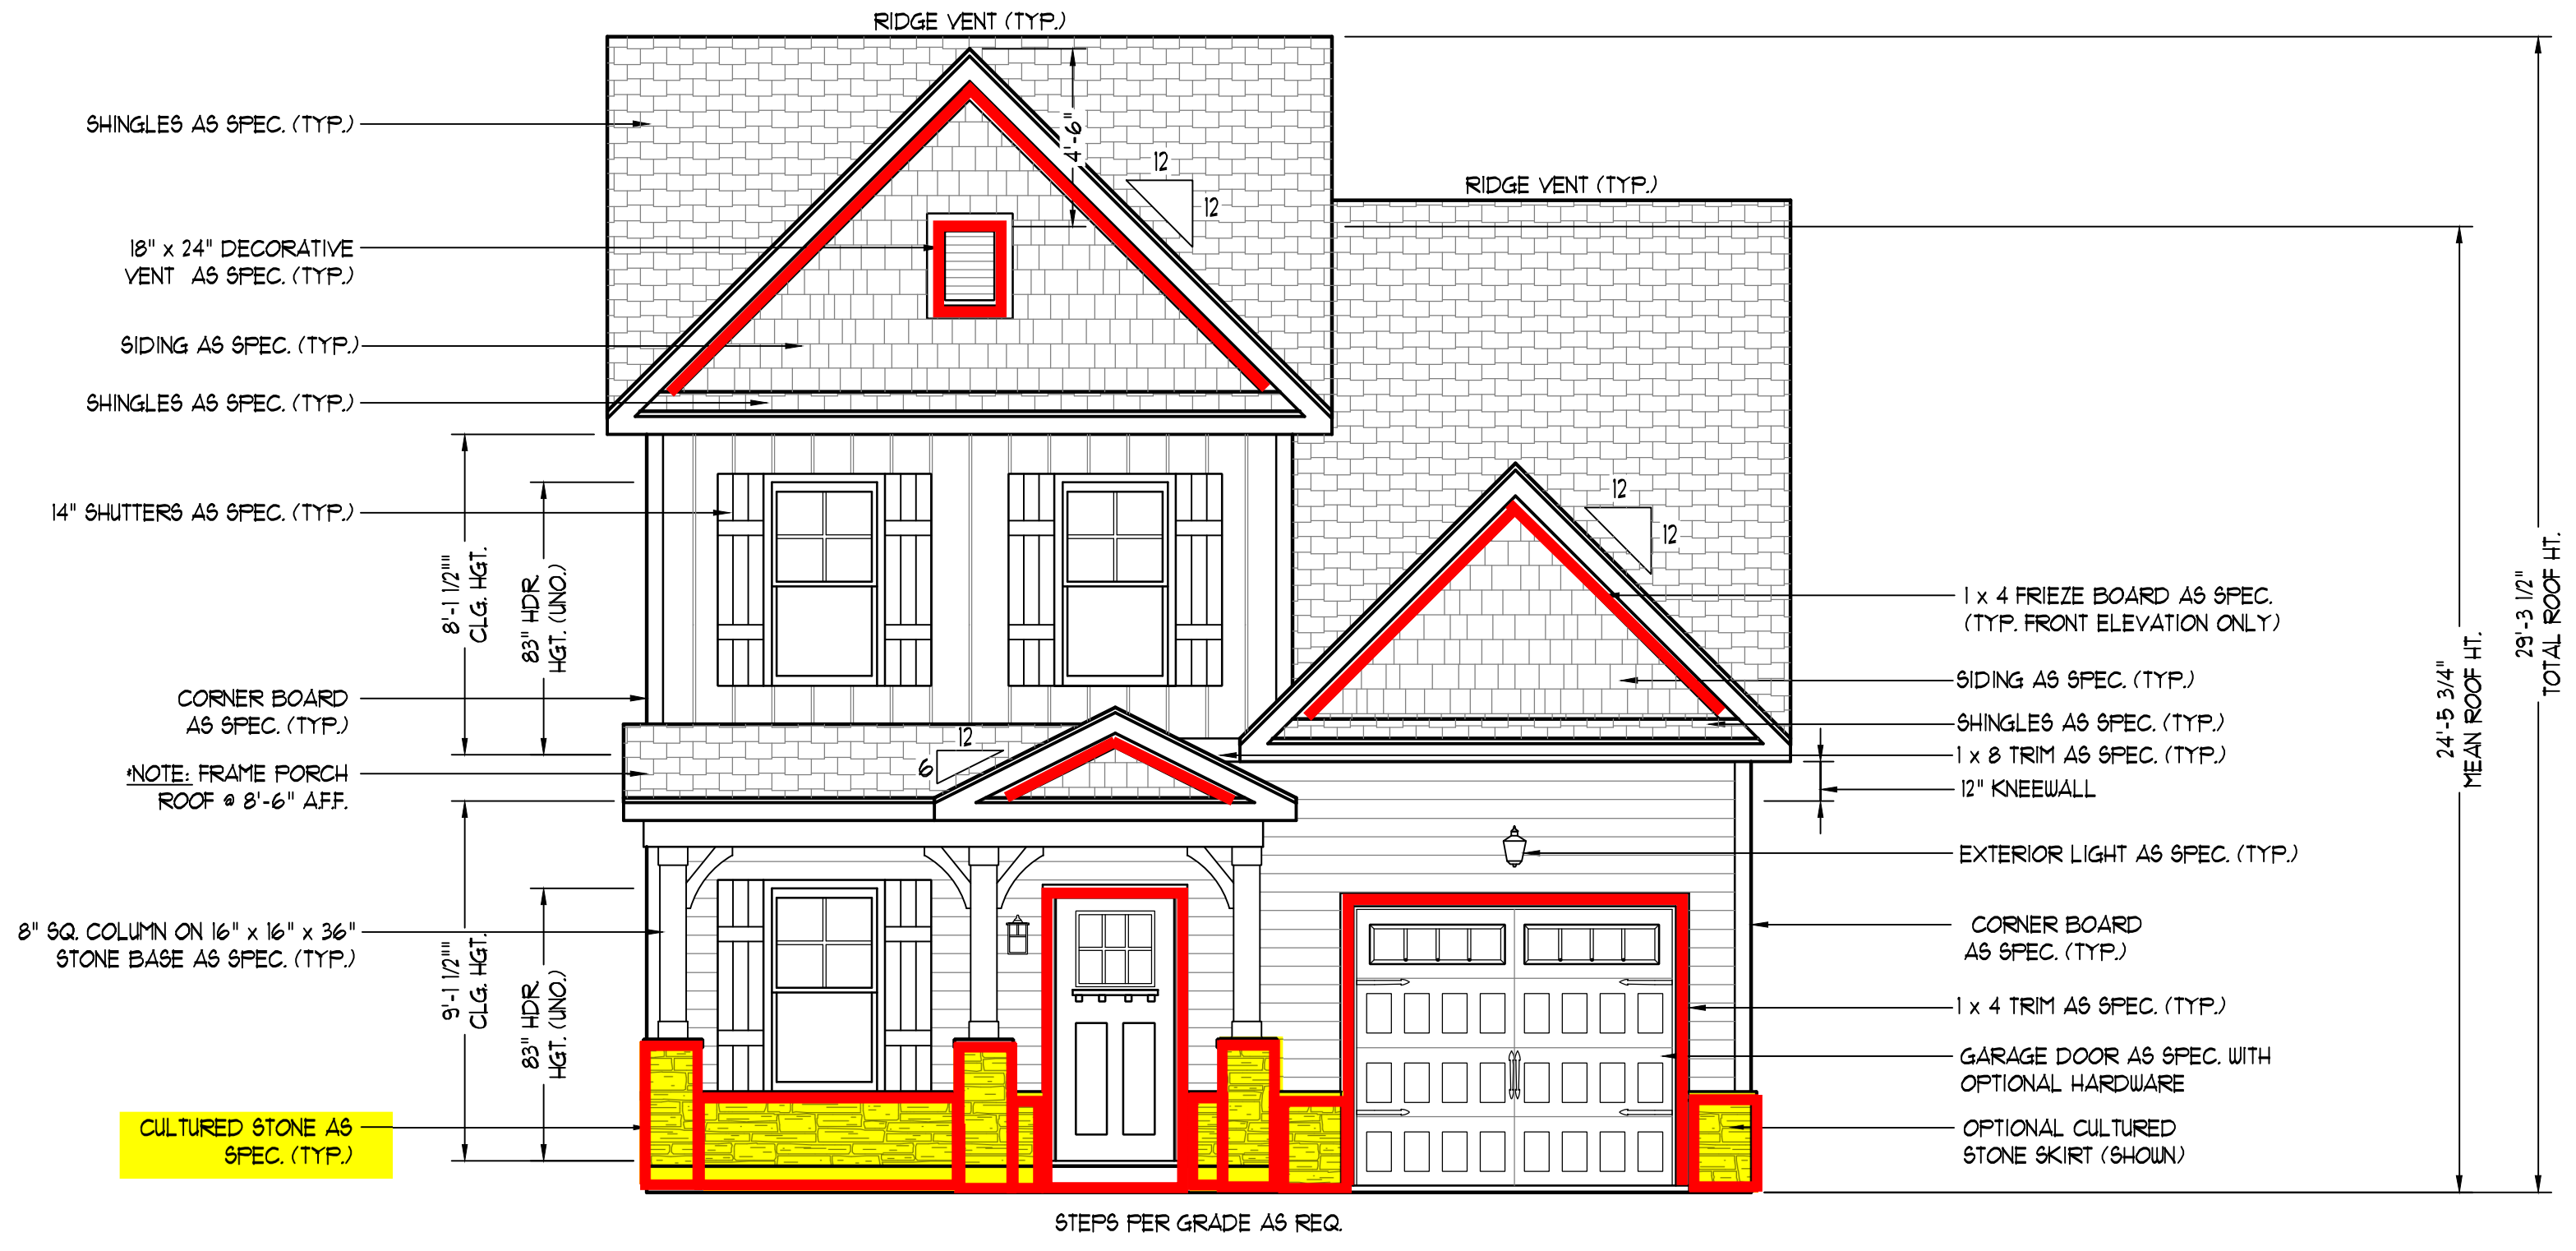 RIDGE VENT (TYP.)
SHINGLES AS SPEC. (TYP.)
4'-6"
12
12
RIDGE VENT (TYP.)
18" x 24" DECORATIVE
VENT AS SPEC. (TYP.)
SIDING AS SPEC. (TYP.)
SHINGLES AS SPEC. (TYP.)
14" SHUTTERS AS SPEC. (TYP.)
8'-1 1/2""
CLG. HGT.
83" HDR
HGT. (UNO.)
12
12
CORNER BOARD
AS SPEC. (TYP.)
12
6
*NOTE: FRAME PORCH
ROOF @ 8'-6" A.F.F.
8" SQ. COLUMN ON 16" x 16" x 36"
STONE BASE AS SPEC. (TYP.)
9'-1 1/2""
CLG. HGT.
83" HDR
HGT. (UNO.)
CULTURED STONE AS
SPEC. (TYP.)
STEPS PER GRADE AS REQ.
1 x 4 FRIEZE BOARD AS SPEC.
(TYP. FRONT ELEVATION ONLY)
SIDING AS SPEC. (TYP.)
SHINGLES AS SPEC. (TYP.)
1 x 8 TRIM AS SPEC. (TYP.)
12" KNEEWALL
EXTERIOR LIGHT AS SPEC. (TYP.)
CORNER BOARD
AS SPEC. (TYP.)
1 x 4 TRIM AS SPEC. (TYP.)
GARAGE DOOR AS SPEC. WITH
OPTIONAL HARDWARE
OPTIONAL CULTURED
STONE SKIRT (SHOWN)
24'-5 3/4"
MEAN ROOF HT.
29'-3 1/2"
TOTAL ROOF HT.